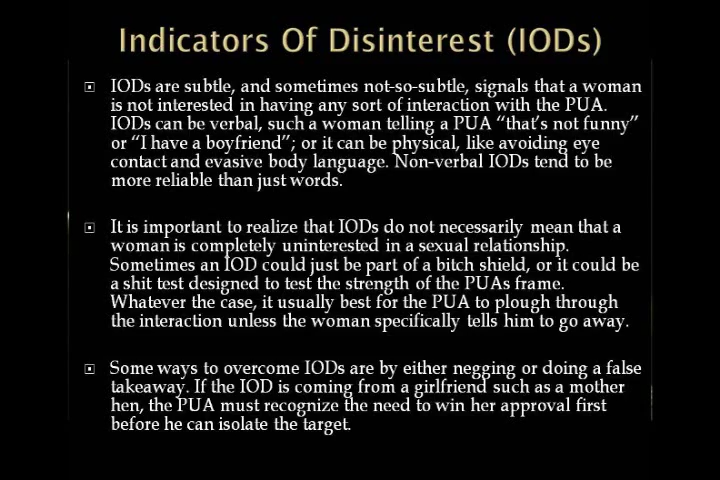 Indicators Of Disinterest (IODs)
IODs are subtle, and sometimes not-so-subtle, signals that a woman
is not interested in having any sort of interaction with the PUA.
IODs can be verbal, such a woman telling a PUA “that’s not funny”
or “I have a boyfriend”; or it can be physical, like avoiding eye
contact and evasive body language. Non-verbal IODs tend to be
more reliable than just words.
It is important to realize that IODs do not necessarily mean that a
woman is completely uninterested in a sexual relationship.
Sometimes an IOD could just be part of a bitch shield, or it could be
a shit test designed to test the strength of the PUAs frame.
Whatever the case, it usually best for the PUA to plough through
the interaction unless the woman specifically tells him to go away.
Some ways to overcome IODs are by either negging or doing a false
takeaway. If the IOD is coming from a girlfriend such as a mother
hen, the PUA must recognize the need to win her approval first
before he can isolate the target.